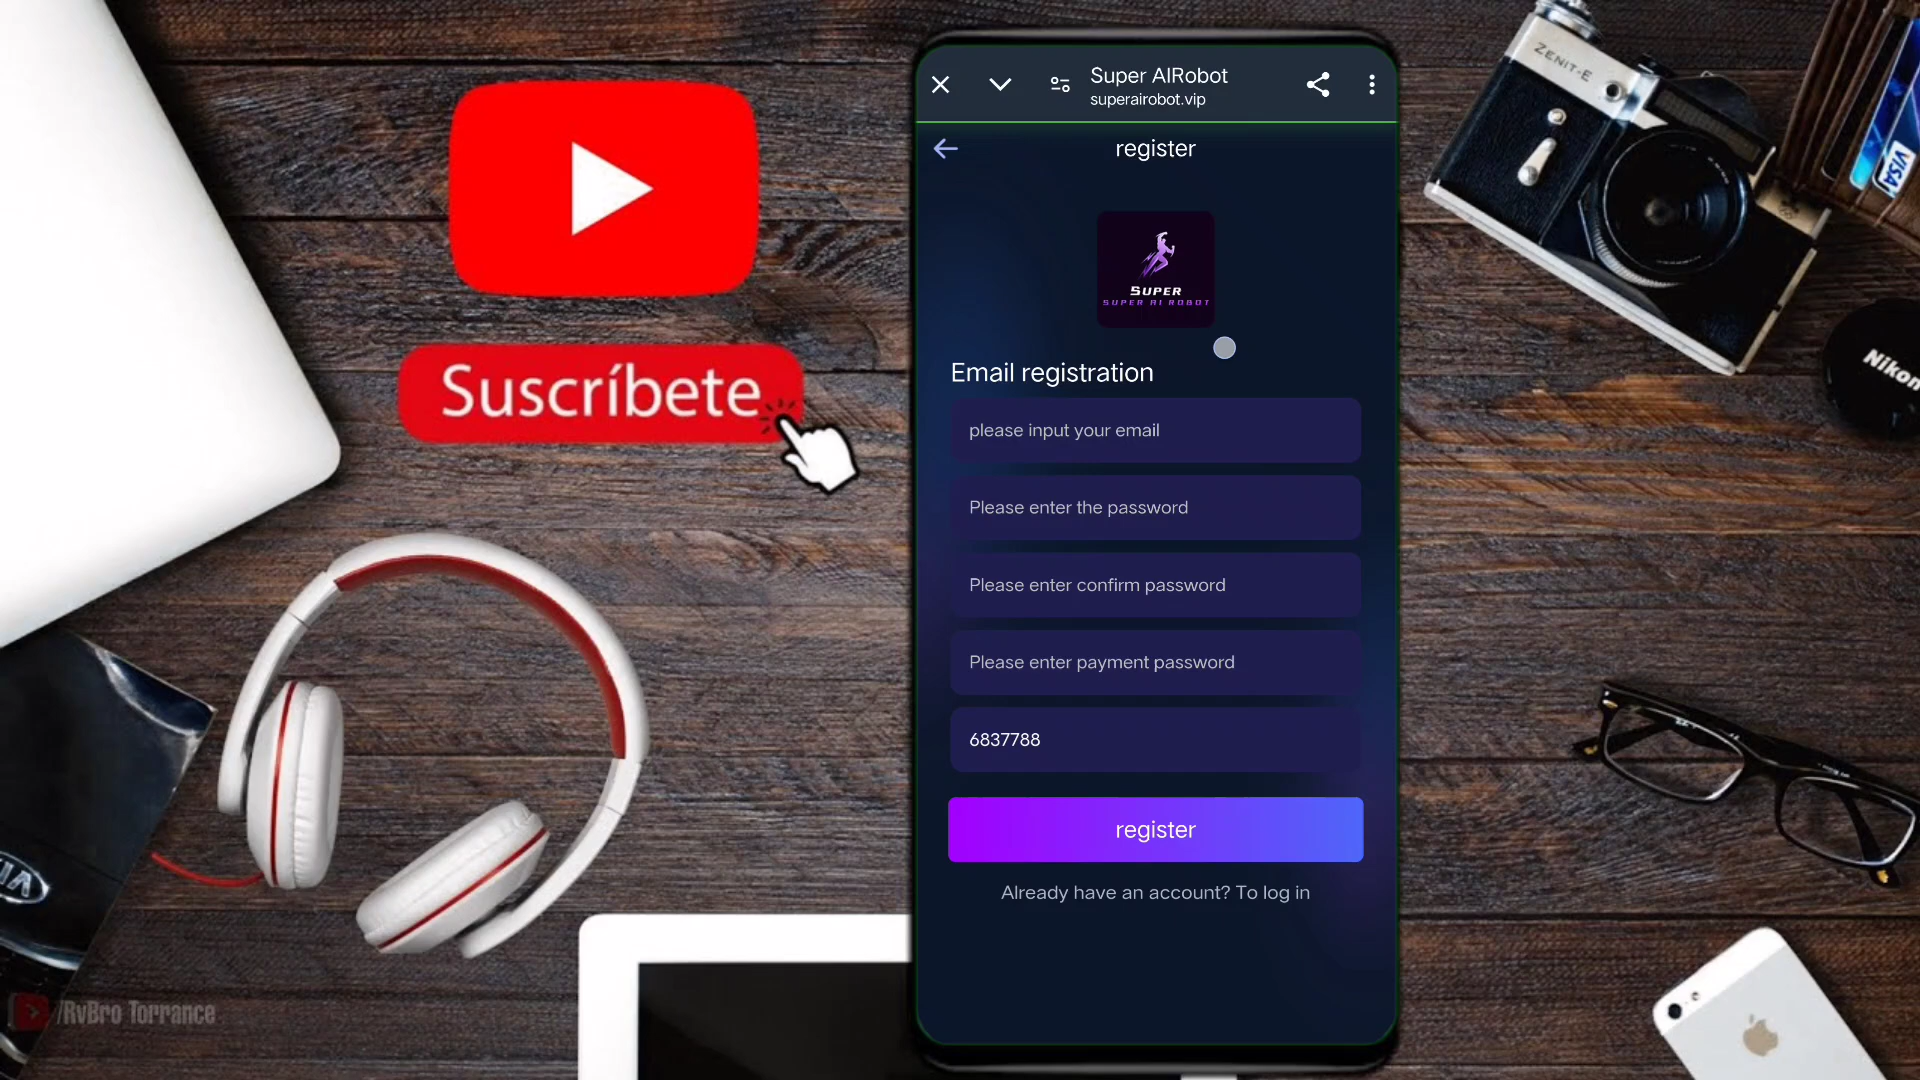 Suscríbete
/RvBro Torrance
Super AIRobot
superairobot.vip
register
SUPER
SUPER AI ROBOT
Email registration
please input your email
Please enter the password
Please enter confirm password
Please enter payment password
6837788
register
Already have an account? To log in
ZENIT-E
VISA
Nikon